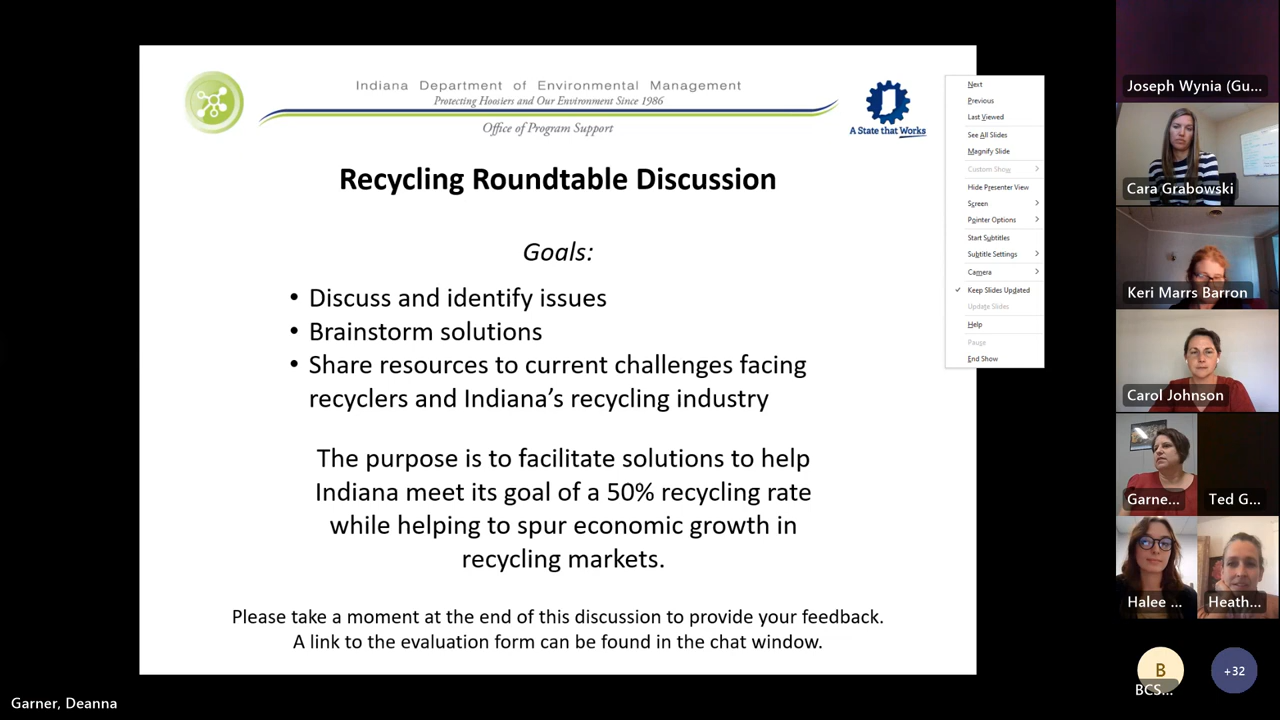 Indiana Department of Environmental Management
Protecting Hoosiers and Our Environment Since 1986
Office of Program Support
A State that Works
Recycling Roundtable Discussion
Goals:
• Discuss and identify issues
• Brainstorm solutions
• Share resources to current challenges facing
recyclers and Indiana's recycling industry
The purpose is to facilitate solutions to help
Indiana meet its goal of a 50% recycling rate
while helping to spur economic growth in
recycling markets.
Please take a moment at the end of this discussion to provide your feedback.
A link to the evaluation form can be found in the chat window.
Next
Previous
Last Viewed
See All Slides
Magnify Slide
Custom Show
Hide Presenter View
Screen
Pointer Options
Start Subtitles
Subtitle Settings
Camera
Keep Slides Updated
Update Slides
Help
Pause
End Show
Joseph Wynia (Gu...
Cara Grabowski
Keri Marrs Barron
Carol Johnson
Garne...
Ted G...
Halee ...
Heath...
B
BCS...
+32
Garner, Deanna